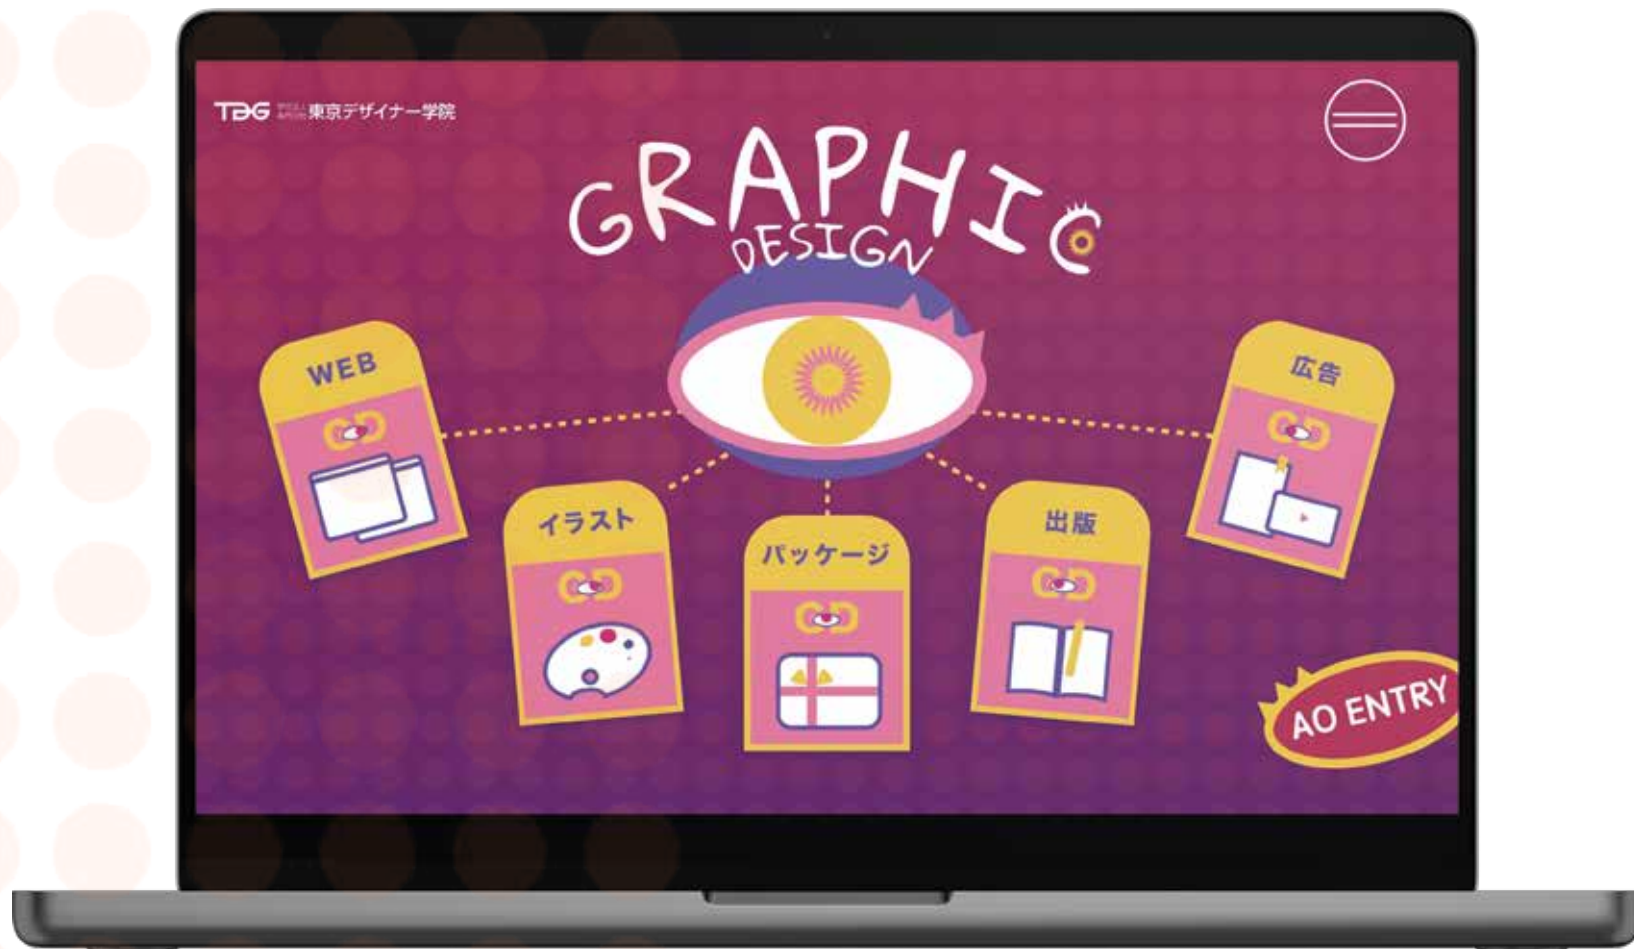 TDG 東京デザイナー学院
GRAPHIC
DESIGN
WEB
イラスト
パッケージ
出版
広告
AO ENTRY